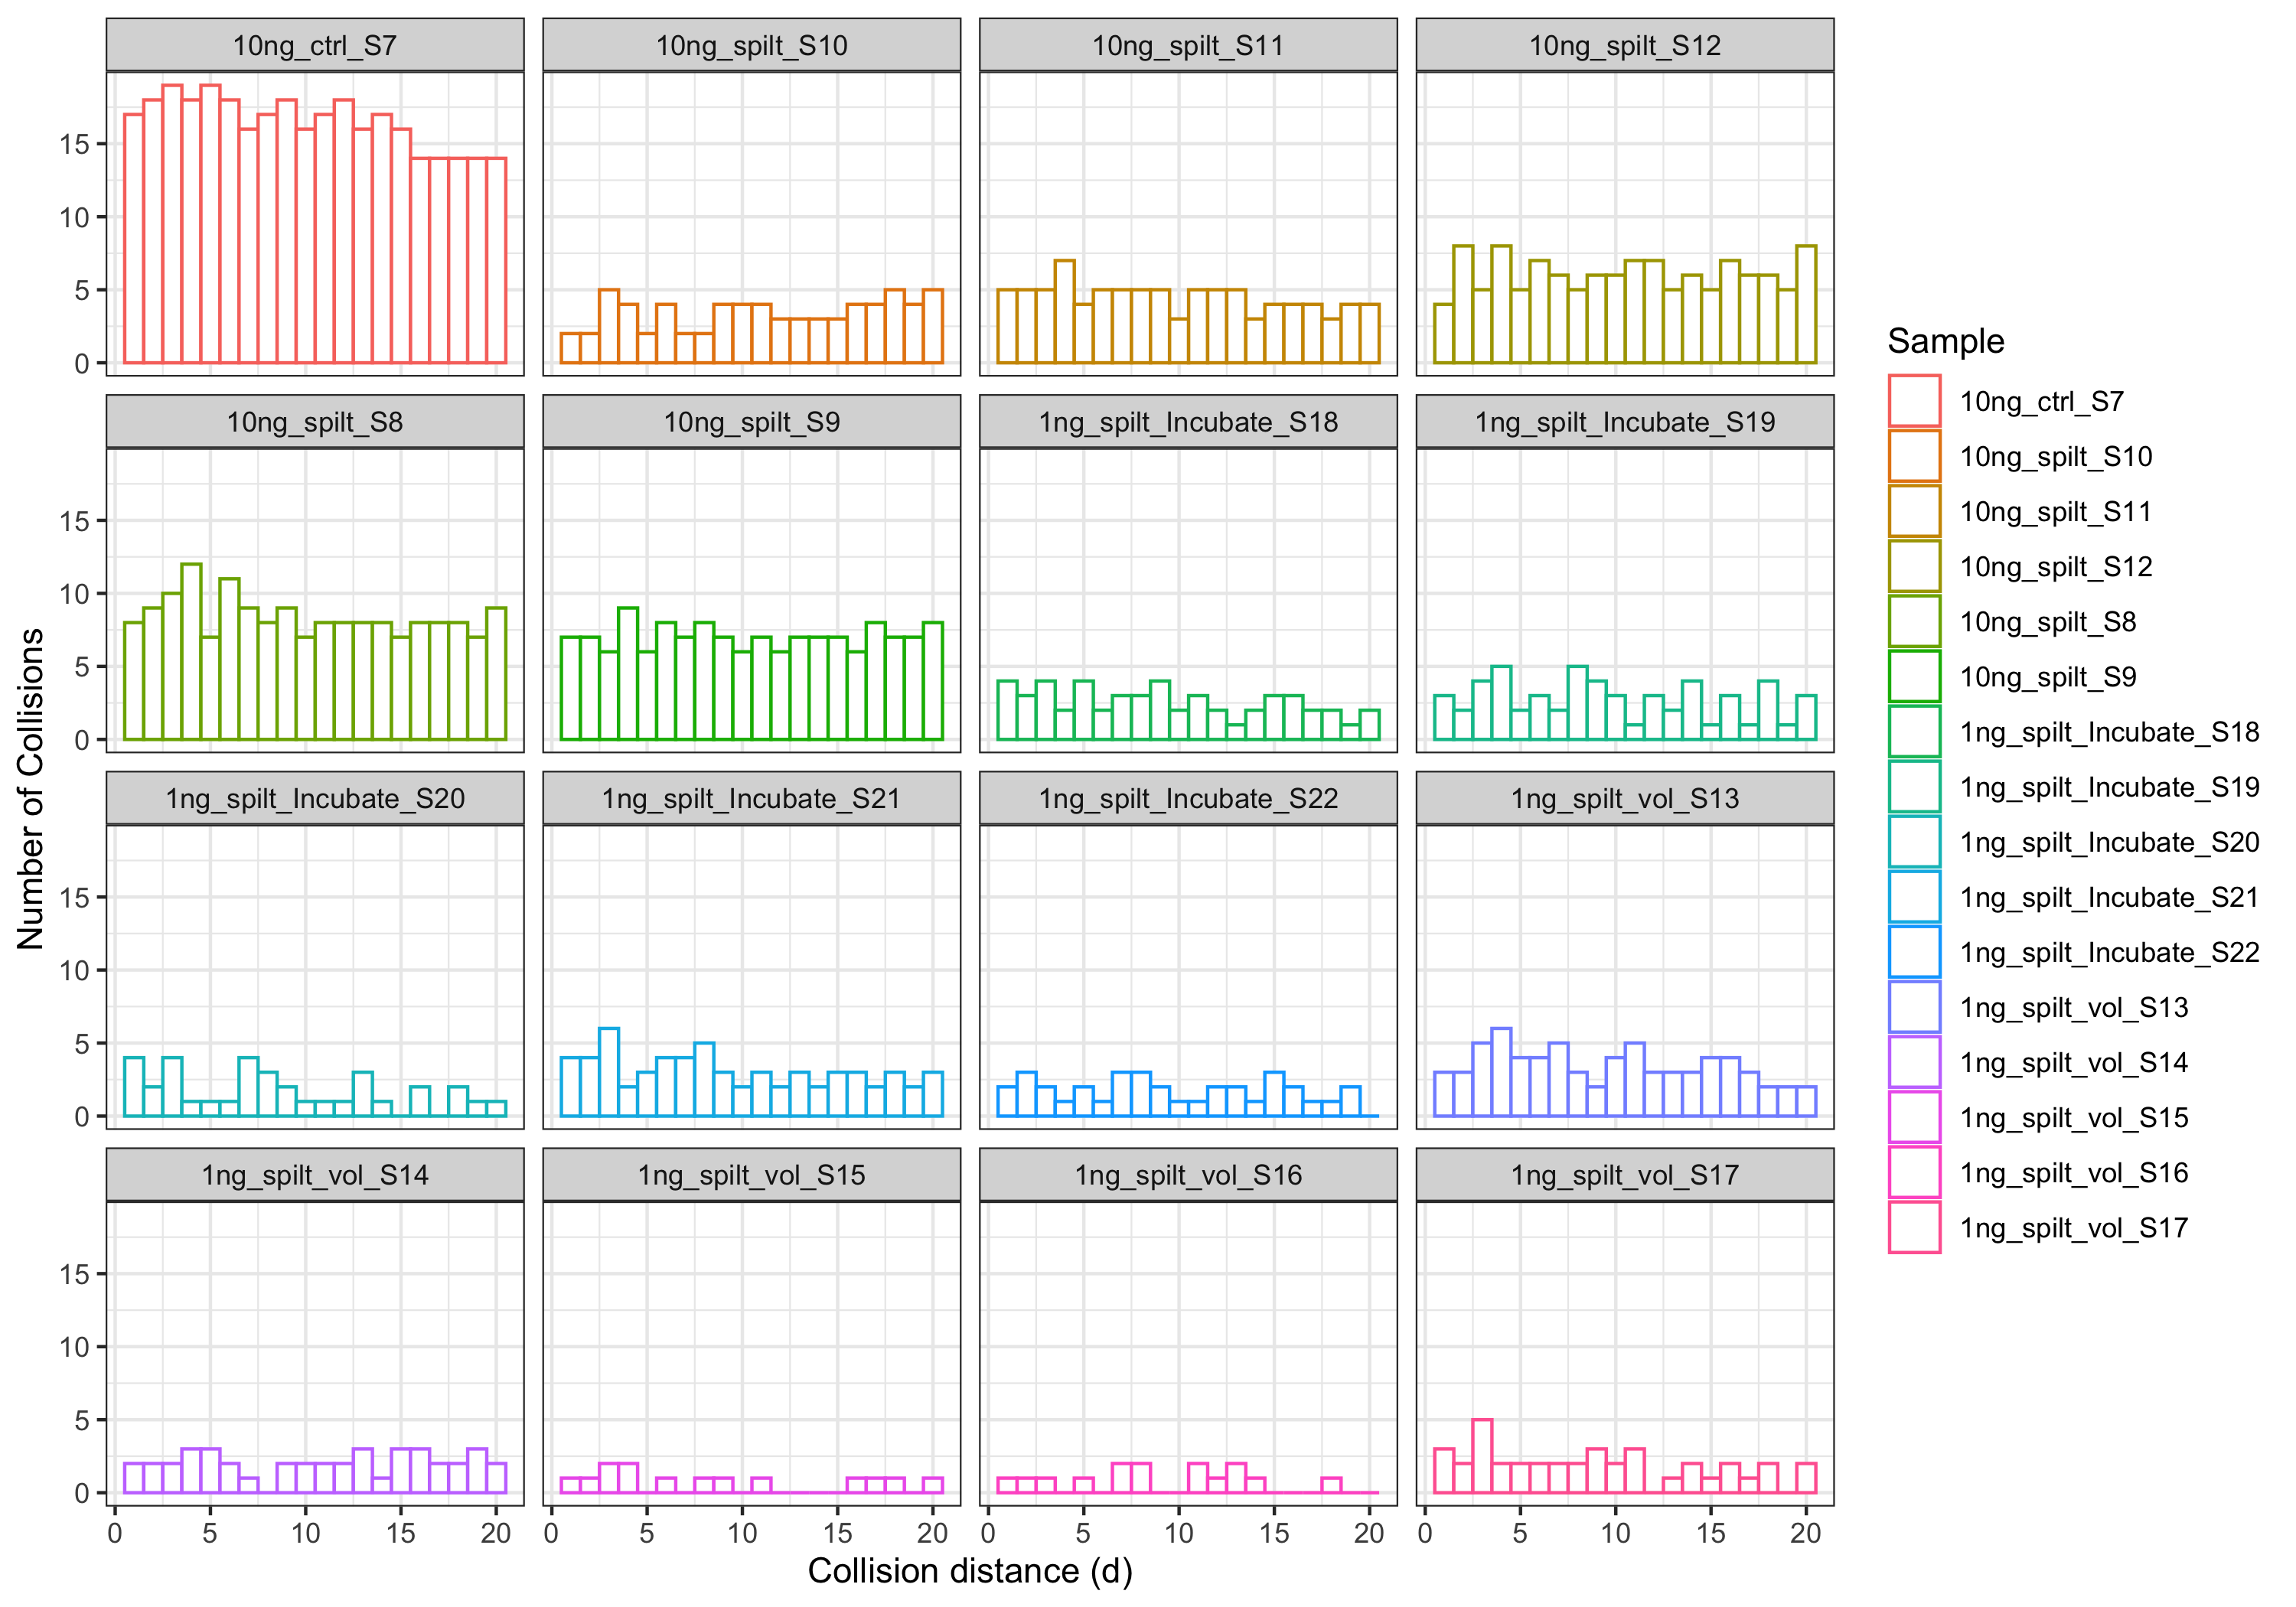 10ng_ctrl_S7 10ng_spilt_S10 10ng_spilt_S11 10ng_spilt_S12
15
10
5
0
10ng_spilt_S8 10ng_spilt_S9 1ng_spilt_Incubate_S18 1ng_spilt_Incubate_S19
15
10
5
0
1ng_spilt_Incubate_S20 1ng_spilt_Incubate_S21 1ng_spilt_Incubate_S22 1ng_spilt_vol_S13
15
10
5
0
1ng_spilt_vol_S14 1ng_spilt_vol_S15 1ng_spilt_vol_S16 1ng_spilt_vol_S17
15
10
5
0
0 5 10 15 20 0 5 10 15 20 0 5 10 15 20 0 5 10 15 20
Collision distance (d)
Number of Collisions
Sample
10ng_ctrl_S7
10ng_spilt_S10
10ng_spilt_S11
10ng_spilt_S12
10ng_spilt_S8
10ng_spilt_S9
1ng_spilt_Incubate_S18
1ng_spilt_Incubate_S19
1ng_spilt_Incubate_S20
1ng_spilt_Incubate_S21
1ng_spilt_Incubate_S22
1ng_spilt_vol_S13
1ng_spilt_vol_S14
1ng_spilt_vol_S15
1ng_spilt_vol_S16
1ng_spilt_vol_S17